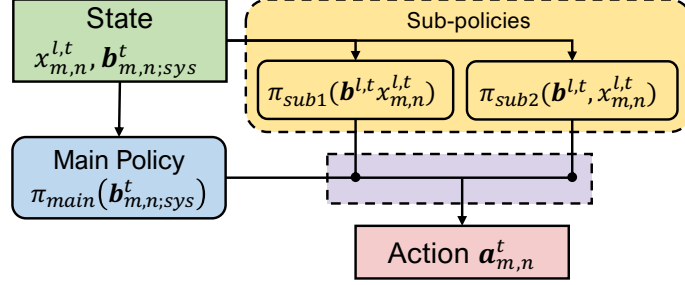 State
x_{m,n}^{l,t}, b_{m,n;sys}^{t}
Sub-policies
π_{sub1}(b^{l,t} x_{m,n}^{l,t})
π_{sub2}(b^{l,t}, x_{m,n}^{l,t})
Main Policy
π_{main}(b_{m,n;sys}^{t})
Action a_{m,n}^{t}